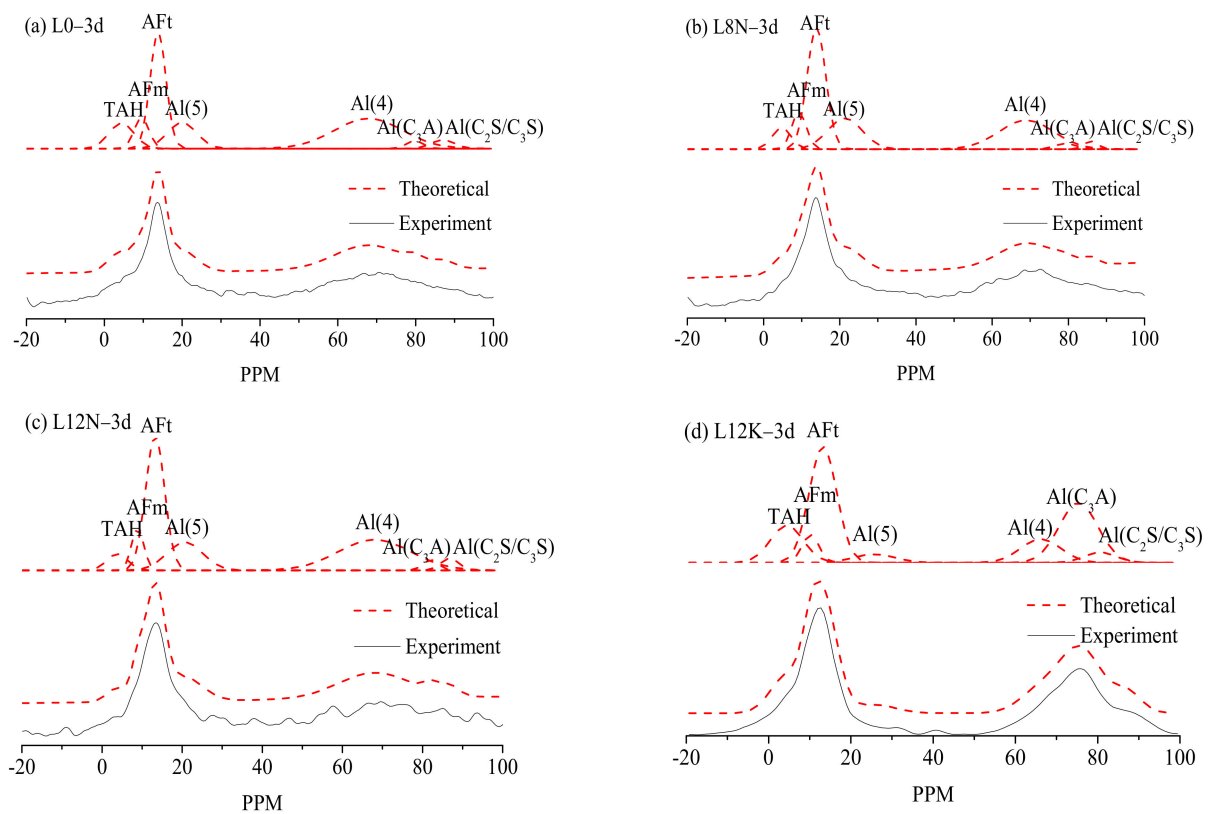 (a) L0–3d
AFt
AFm
TAH
Al(5)
Al(4)
Al(C3A)
Al(C2S/C3S)
Theoretical
Experiment
-20 0 20 40 60 80 100
PPM
(b) L8N–3d
AFt
AFm
TAH
Al(5)
Al(4)
Al(C3A)
Al(C2S/C3S)
Theoretical
Experiment
-20 0 20 40 60 80 100
PPM
(c) L12N–3d
AFt
AFm
TAH
Al(5)
Al(4)
Al(C3A)
Al(C2S/C3S)
Theoretical
Experiment
-20 0 20 40 60 80 100
PPM
(d) L12K–3d
AFt
AFm
TAH
Al(5)
Al(4)
Al(C3A)
Al(C2S/C3S)
Theoretical
Experiment
-20 0 20 40 60 80 100
PPM